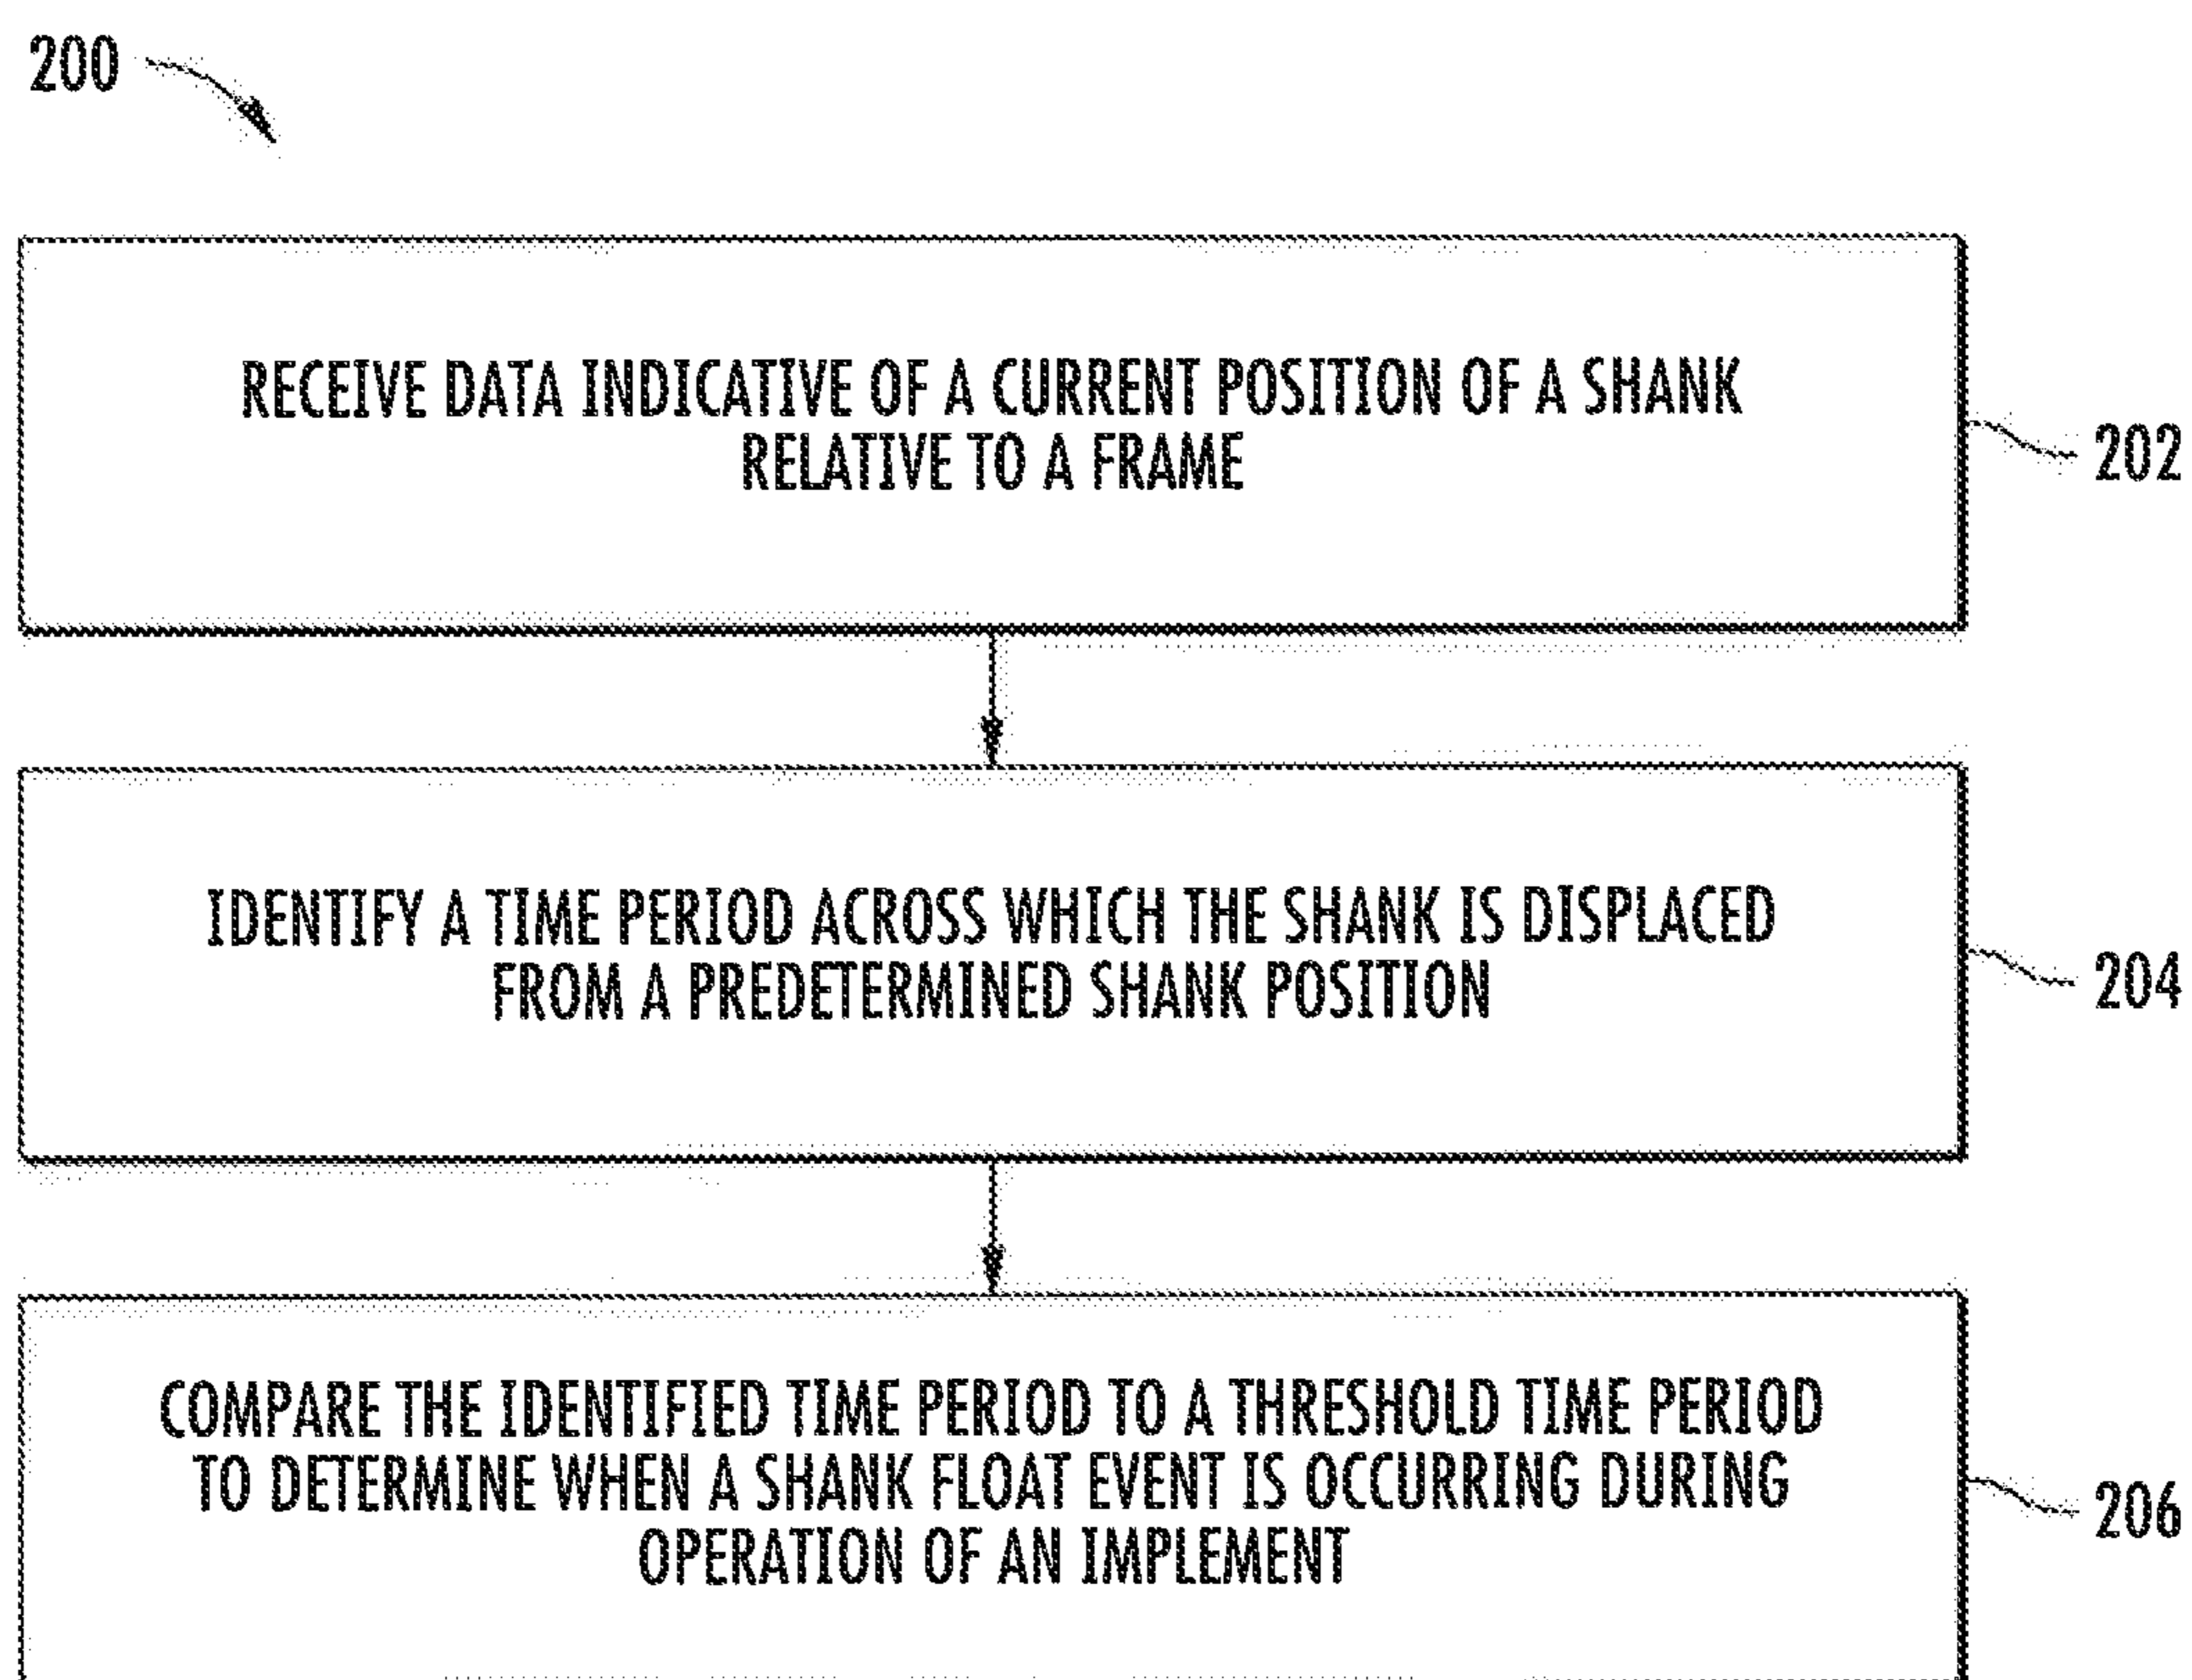 200
RECEIVE DATA INDICATIVE OF A CURRENT POSITION OF A SHANK
RELATIVE TO A FRAME
202
IDENTIFY A TIME PERIOD ACROSS WHICH THE SHANK IS DISPLACED
FROM A PREDETERMINED SHANK POSITION
204
COMPARE THE IDENTIFIED TIME PERIOD TO A THRESHOLD TIME PERIOD
TO DETERMINE WHEN A SHANK FLOAT EVENT IS OCCURRING DURING
OPERATION OF AN IMPLEMENT
206